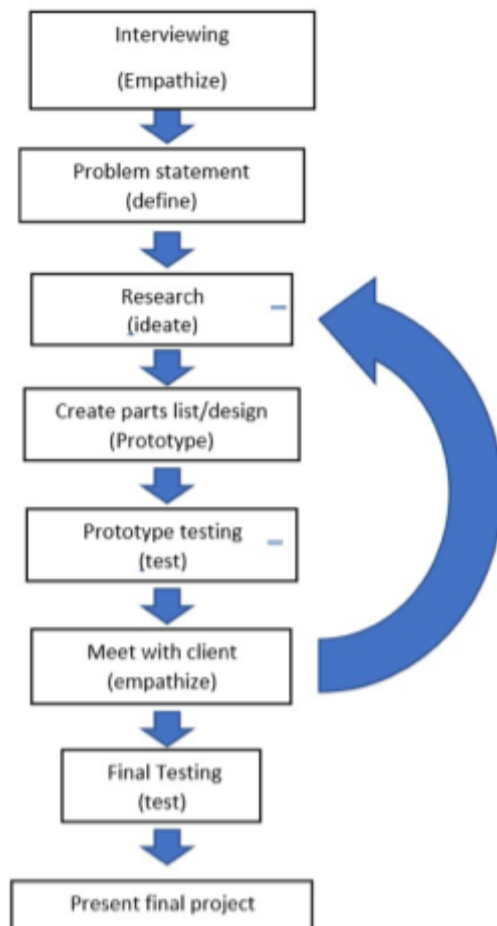 Interviewing
(Empathize)
Problem statement
(define)
Research
(ideate)
Create parts list/design
(Prototype)
Prototype testing
(test)
Meet with client
(empathize)
Final Testing
(test)
Present final project